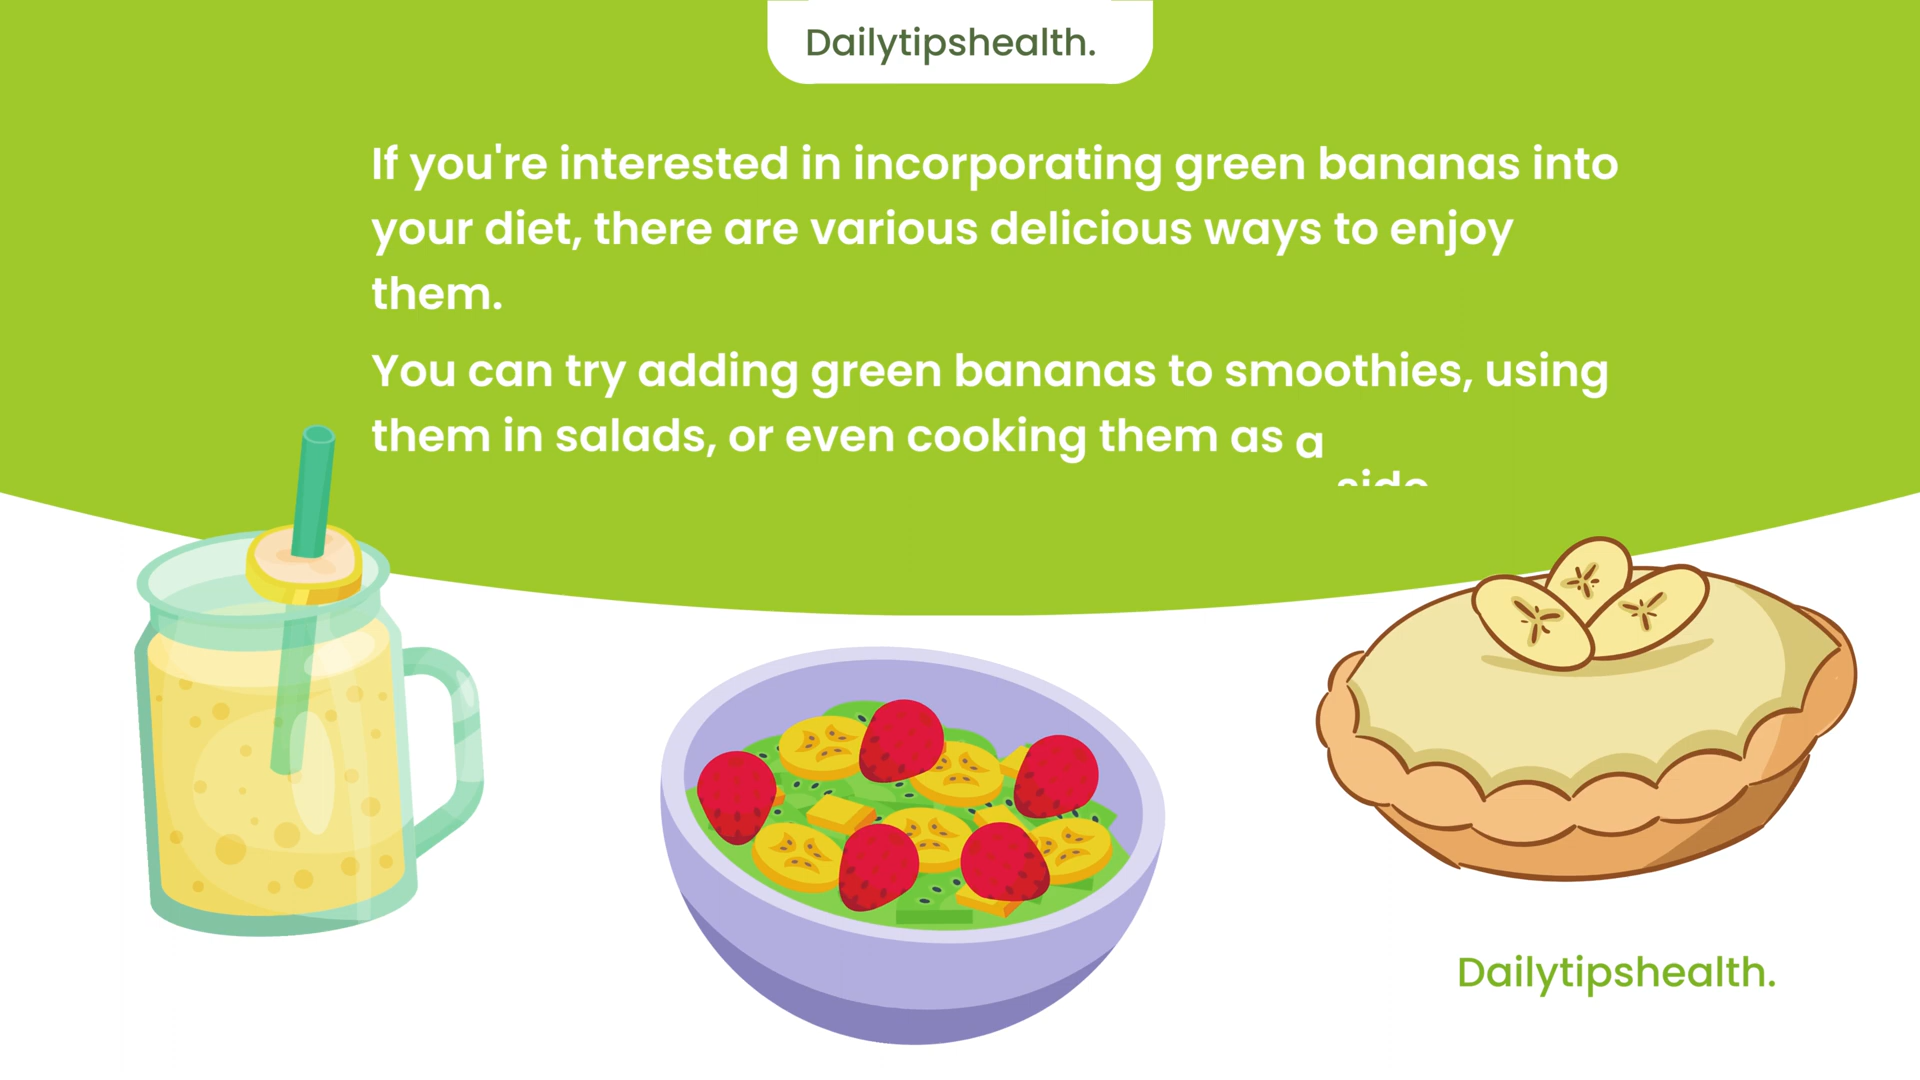 Dailytipshealth.
If you're interested in incorporating green bananas into
your diet, there are various delicious ways to enjoy
them.
You can try adding green bananas to smoothies, using
them in salads, or even cooking them as a
side
Dailytipshealth.